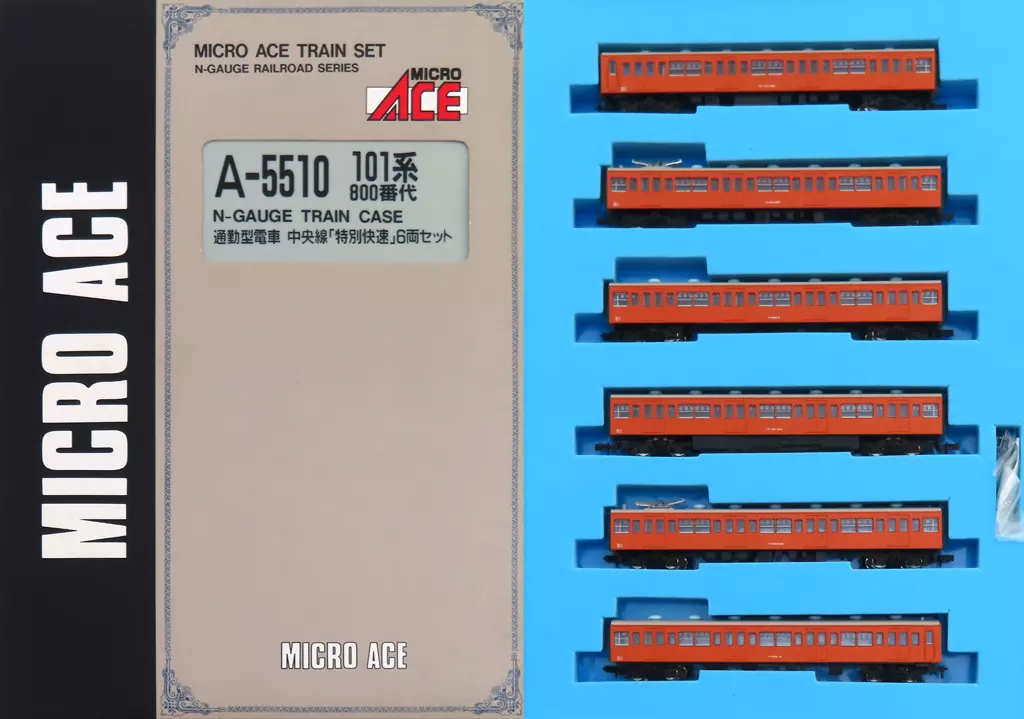 MICRO ACE
MICRO ACE TRAIN SET
N-GAUGE RAILROAD SERIES
MICRO
ACE
A-5510 101系
800番代
N-GAUGE TRAIN CASE
通勤型電車 中央線「特別快速」6両セット
MICRO ACE